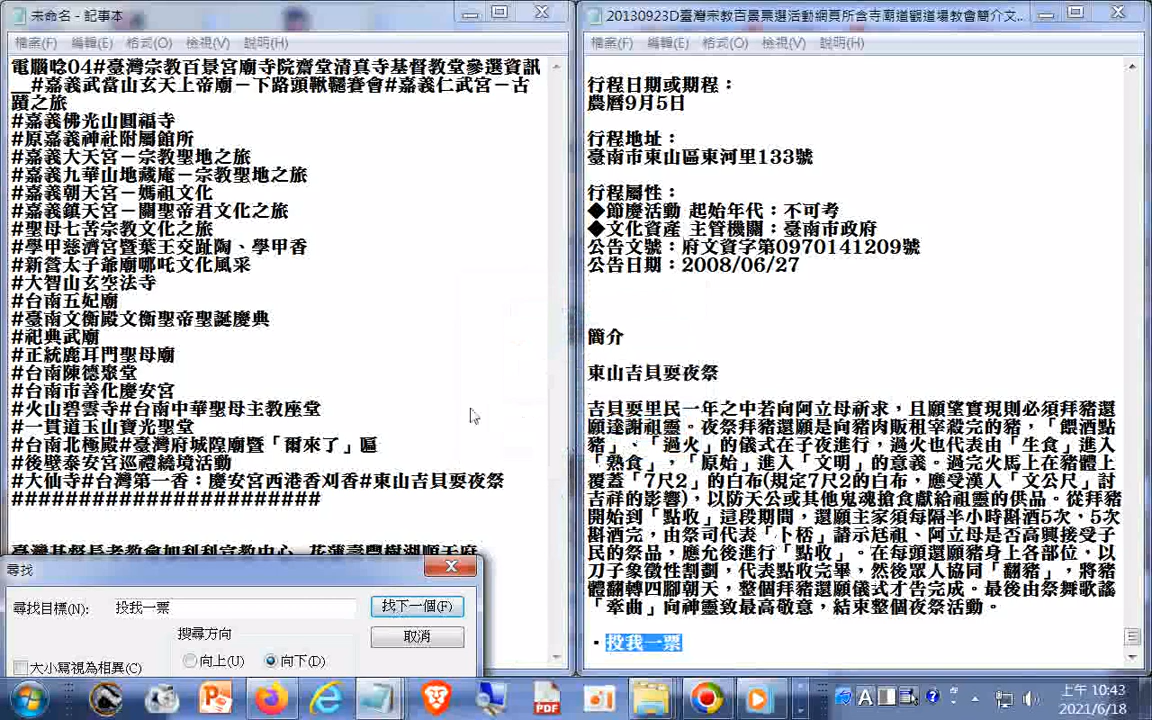 未命名 - 記事本
檔案(F) 編輯(E) 格式(O) 檢視(V) 說明(H)
電腦唸04#臺灣宗教百景宮廟寺院齋堂清真寺基督教堂參選資訊
__#嘉義武當山玄天上帝廟－下路頭鞦韆賽會#嘉義仁武宮－古
蹟之旅
#嘉義佛光山圓福寺
#原嘉義神社附屬館所
#嘉義大天宮－宗教聖地之旅
#嘉義九華山地藏庵－宗教聖地之旅
#嘉義朝天宮－媽祖文化
#嘉義鎮天宮－關聖帝君文化之旅
#聖母七苦宗教文化之旅
#學甲慈濟宮暨葉王交趾陶、學甲香
#新營太子爺廟哪吒文化風采
#大智山玄空法寺
#台南五妃廟
#臺南文衡殿文衡聖帝聖誕慶典
#祀典武廟
#正統鹿耳門聖母廟
#台南陳德聚堂
#台南市善化慶安宮
#火山碧雲寺#台南中華聖母主教座堂
#一貫道玉山寶光聖堂
#台南北極殿#臺灣府城隍廟暨「爾來了」匾
#後壁泰安宮巡禮繞境活動
#大仙寺#台灣第一香：慶安宮西港香刈香#東山吉貝耍夜祭
######################
臺灣基督長老教會加利利宗教中心 花蓮壽豐樹湖順天府
尋找
尋找目標(N): 投我一票
找下一個(F)
搜尋方向
取消
大小寫視為相異(C) 向上(U) 向下(D)
20130923D臺灣宗教百景票選活動網頁所含寺廟道觀道場教會簡介文...
檔案(F) 編輯(E) 格式(O) 檢視(V) 說明(H)
行程日期或期程：
農曆9月5日
行程地址：
臺南市東山區東河里133號
行程屬性：
◆節慶活動 起始年代：不可考
◆文化資產 主管機關：臺南市政府
公告文號：府文資字第0970141209號
公告日期：2008/06/27
簡介
東山吉貝耍夜祭
吉貝耍里民一年之中若向阿立母祈求，且願望實現則必須拜豬還
願達謝祖靈。夜祭拜豬還願是向豬肉販租宰殺完的豬，「餵酒點
豬」、「過火」的儀式在子夜進行，過火也代表由「生食」進入
「熟食」，「原始」進入「文明」的意義。過完火馬上在豬體上
覆蓋「7尺2」的白布(規定7尺2的白布，應受漢人「文公尺」討
吉祥的影響)，以防天公或其他鬼魂搶食獻給祖靈的供品。從拜豬
開始到「點收」這段期間，還願主家須每隔半小時斟酒5次，5次
斟酒完，由祭司代表「卜桮」請示尪祖、阿立母是否高興接受子
民的祭品，應允後進行「點收」。在每頭還願豬身上各部位，以
刀子象徵性割劃，代表點收完畢，然後眾人協同「翻豬」，將豬
體翻轉四腳朝天，整個拜豬還願儀式才告完成。最後由祭舞歌謠
「牽曲」向神靈致最高敬意，結束整個夜祭活動。
·投我一票
上午 10:43
2021/6/18